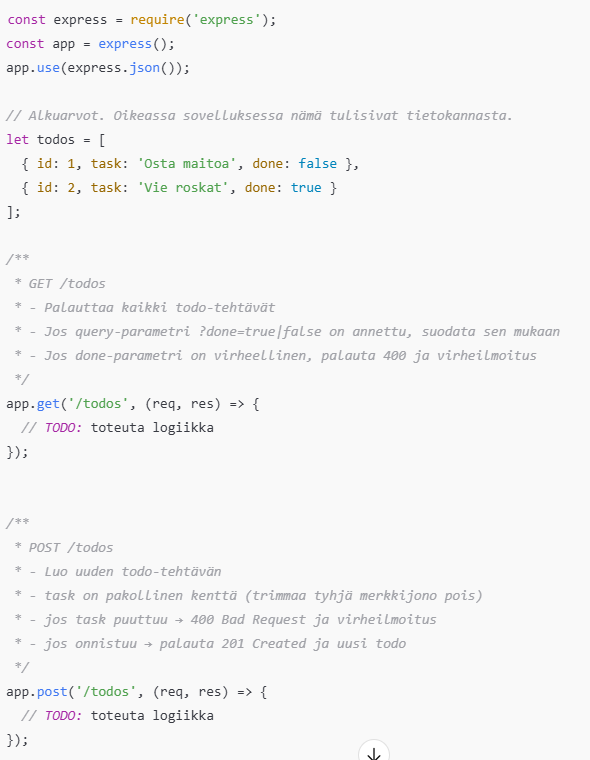 const express = require('express');
const app = express();
app.use(express.json());

// Alkuarvot. Oikeassa sovelluksessa nämä tulisivat tietokannasta.
let todos = [
  { id: 1, task: 'Osta maitoa', done: false },
  { id: 2, task: 'Vie roskat', done: true }
];

/**
 * GET /todos
 * - Palauttaa kaikki todo-tehtävät
 * - Jos query-parametri ?done=true|false on annettu, suodata sen mukaan
 * - Jos done-parametri on virheellinen, palauta 400 ja virheilmoitus
 */
app.get('/todos', (req, res) => {
  // TODO: toteuta logiikka
});

/**
 * POST /todos
 * - Luo uuden todo-tehtävän
 * - task on pakollinen kenttä (trimmaa tyhjä merkkijono pois)
 * - jos task puuttuu → 400 Bad Request ja virheilmoitus
 * - jos onnistuu → palauta 201 Created ja uusi todo
 */
app.post('/todos', (req, res) => {
  // TODO: toteuta logiikka
});